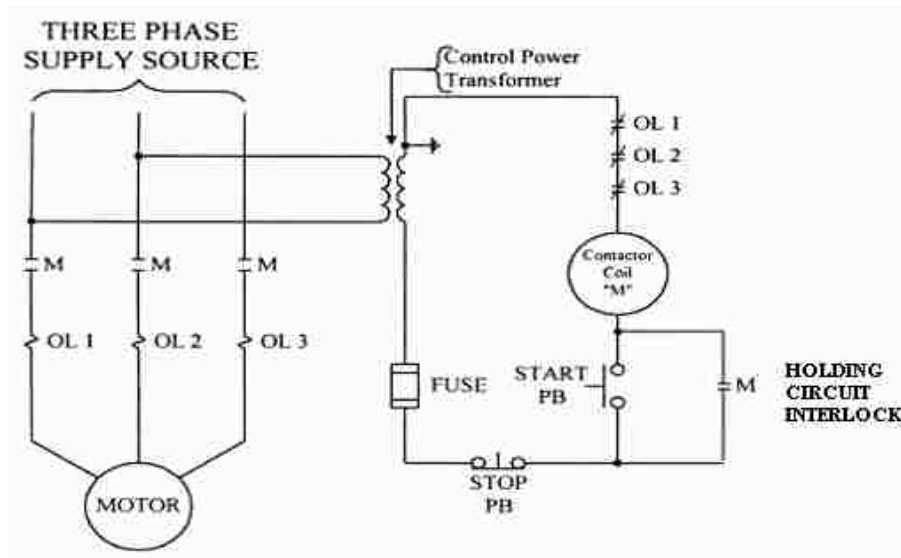 THREE PHASE
SUPPLY SOURCE
Control Power
Transformer
OL 1
OL 2
OL 3
Contactor
Coil
"M"
M
M
M
OL 1
OL 2
OL 3
FUSE
START
PB
M
HOLDING
CIRCUIT
INTERLOCK
STOP
PB
MOTOR